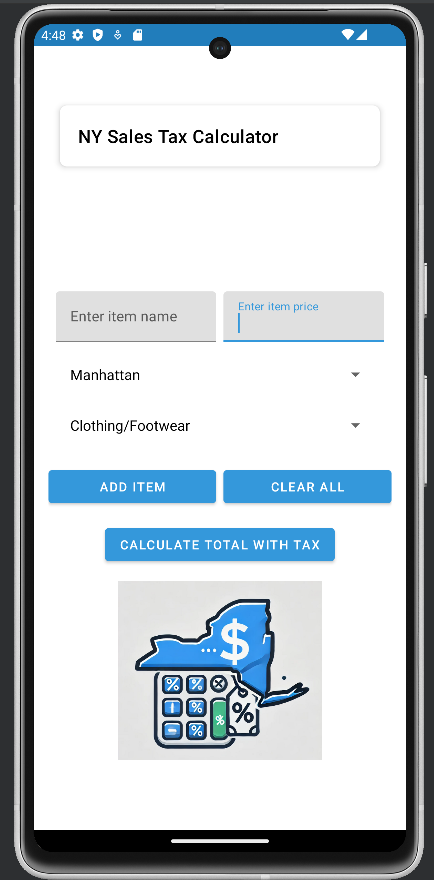 4:48
NY Sales Tax Calculator
Enter item name
Enter item price
Manhattan
Clothing/Footwear
ADD ITEM
CLEAR ALL
CALCULATE TOTAL WITH TAX
... $
% %
%
%
% %
%